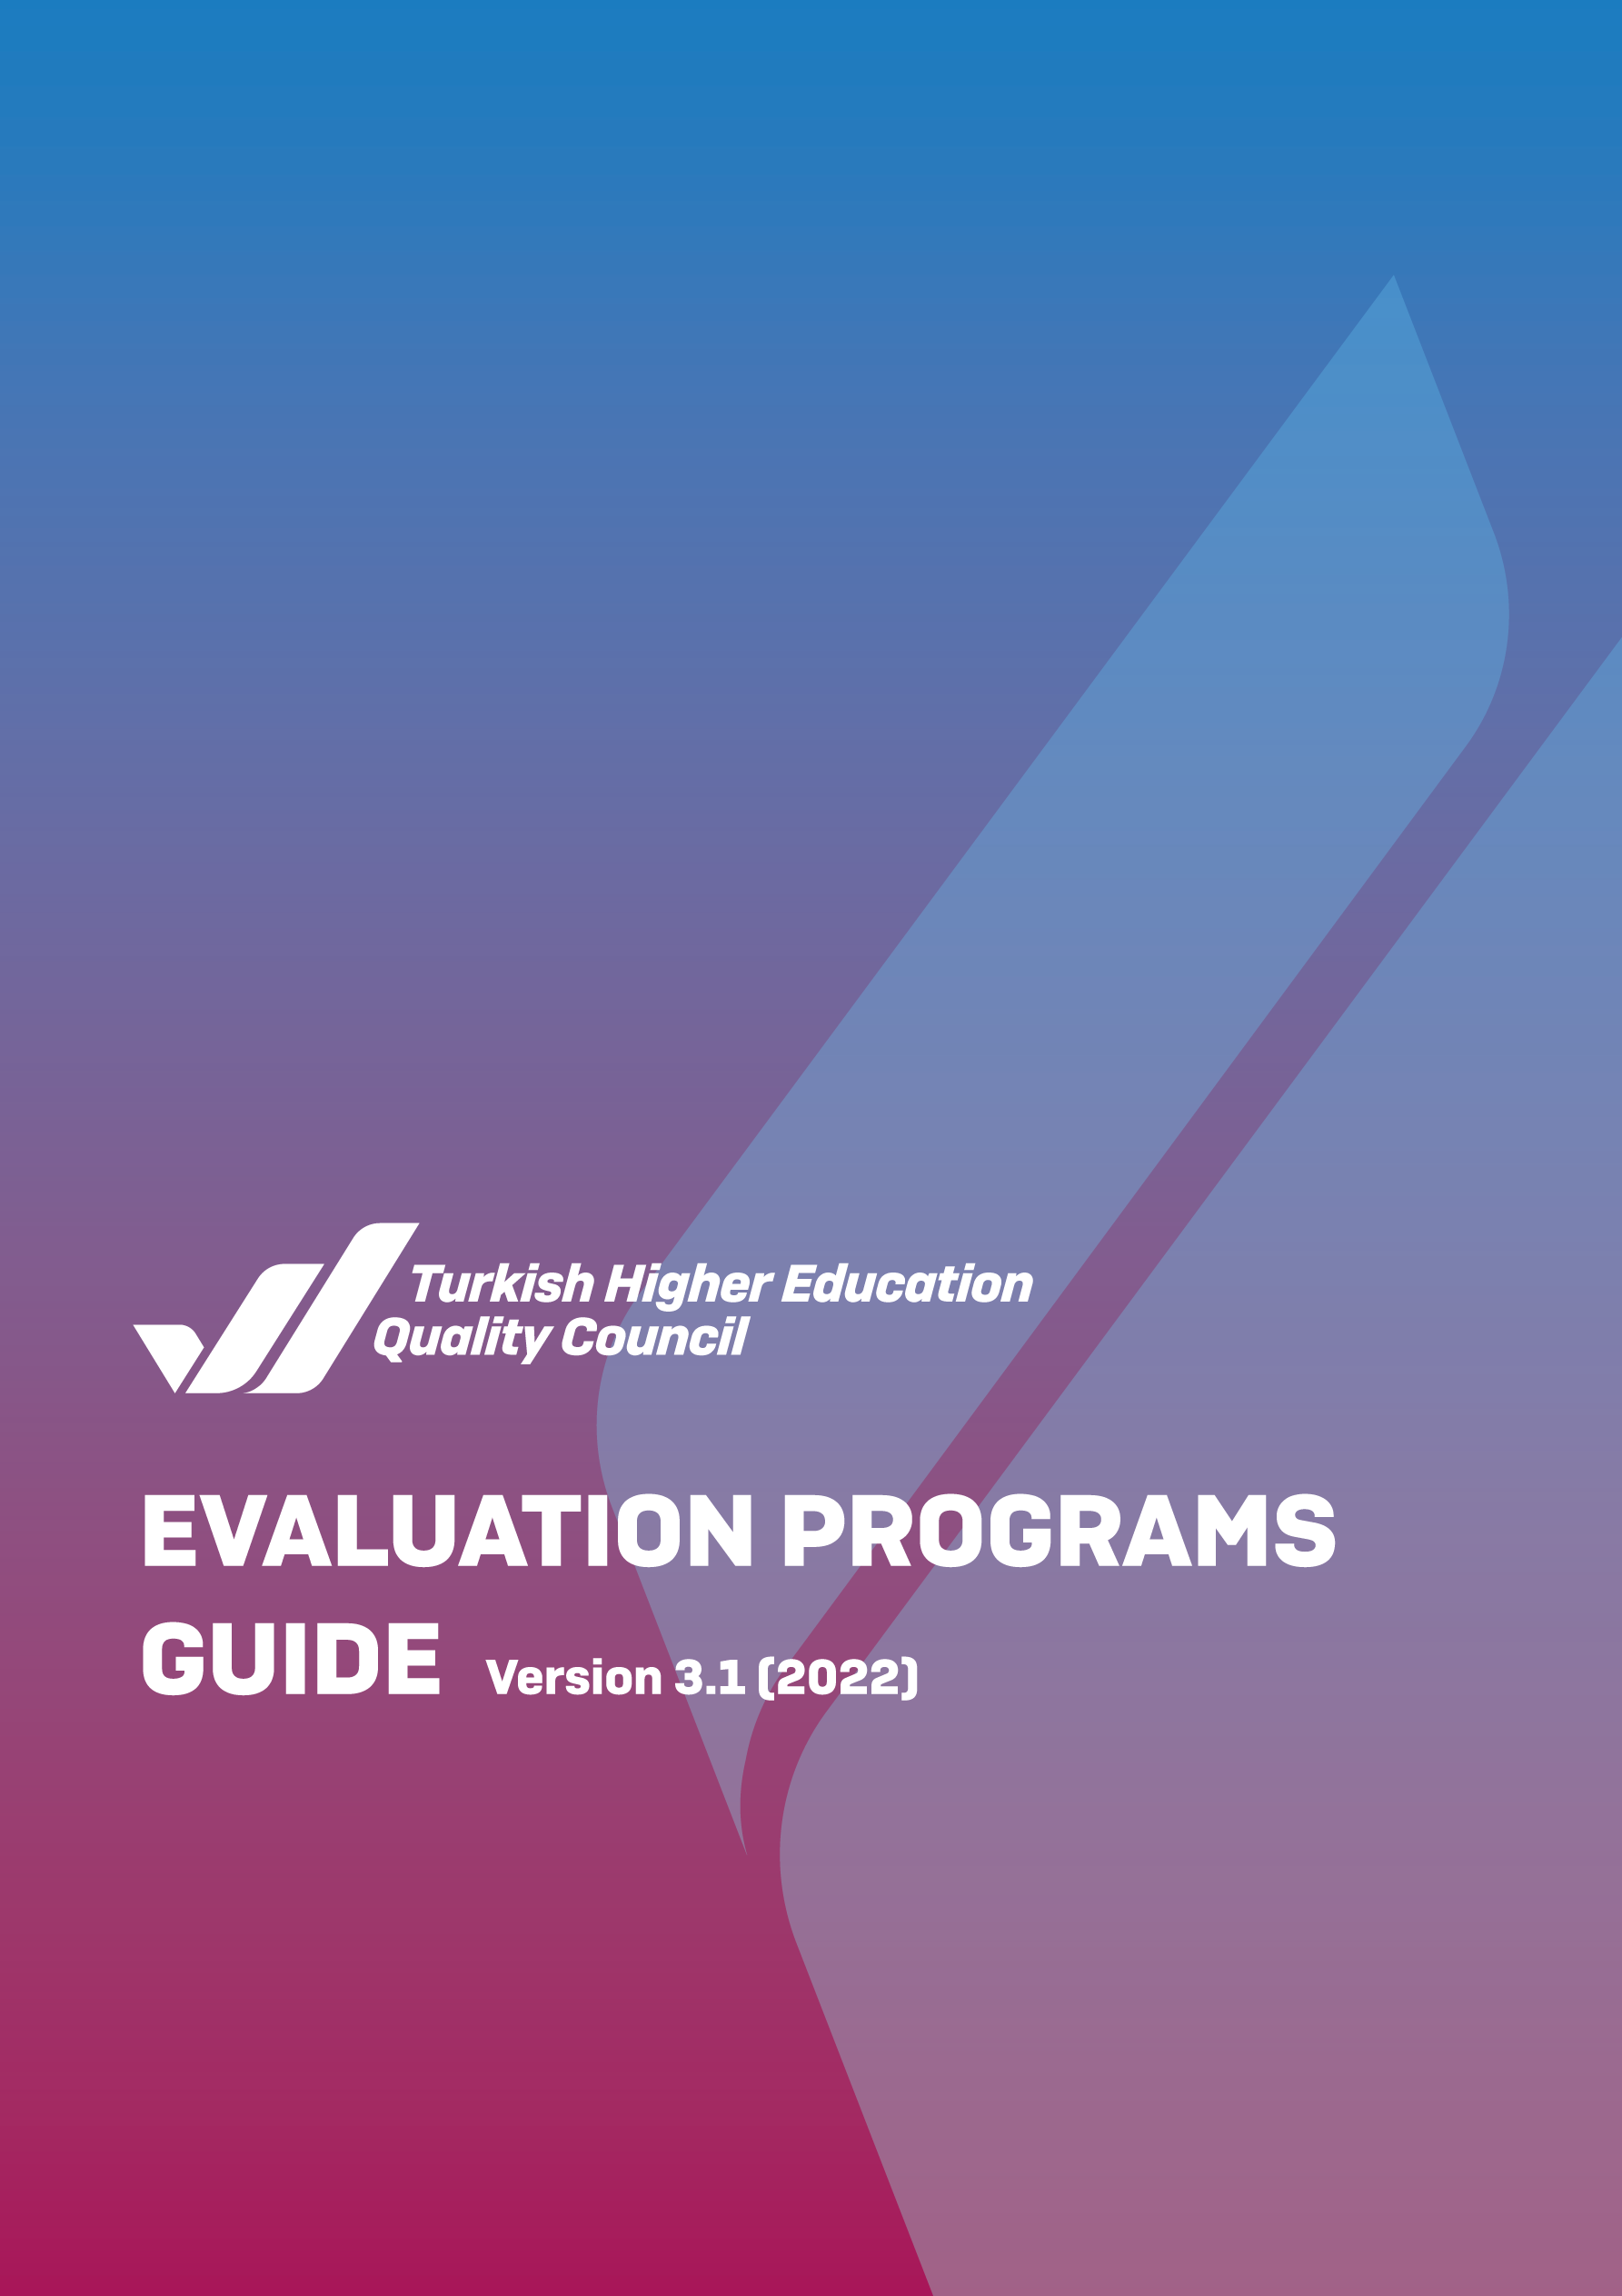 Turkish Higher Education
Quality Council
EVALUATION PROGRAMS
GUIDE Version 3.1 (2022)